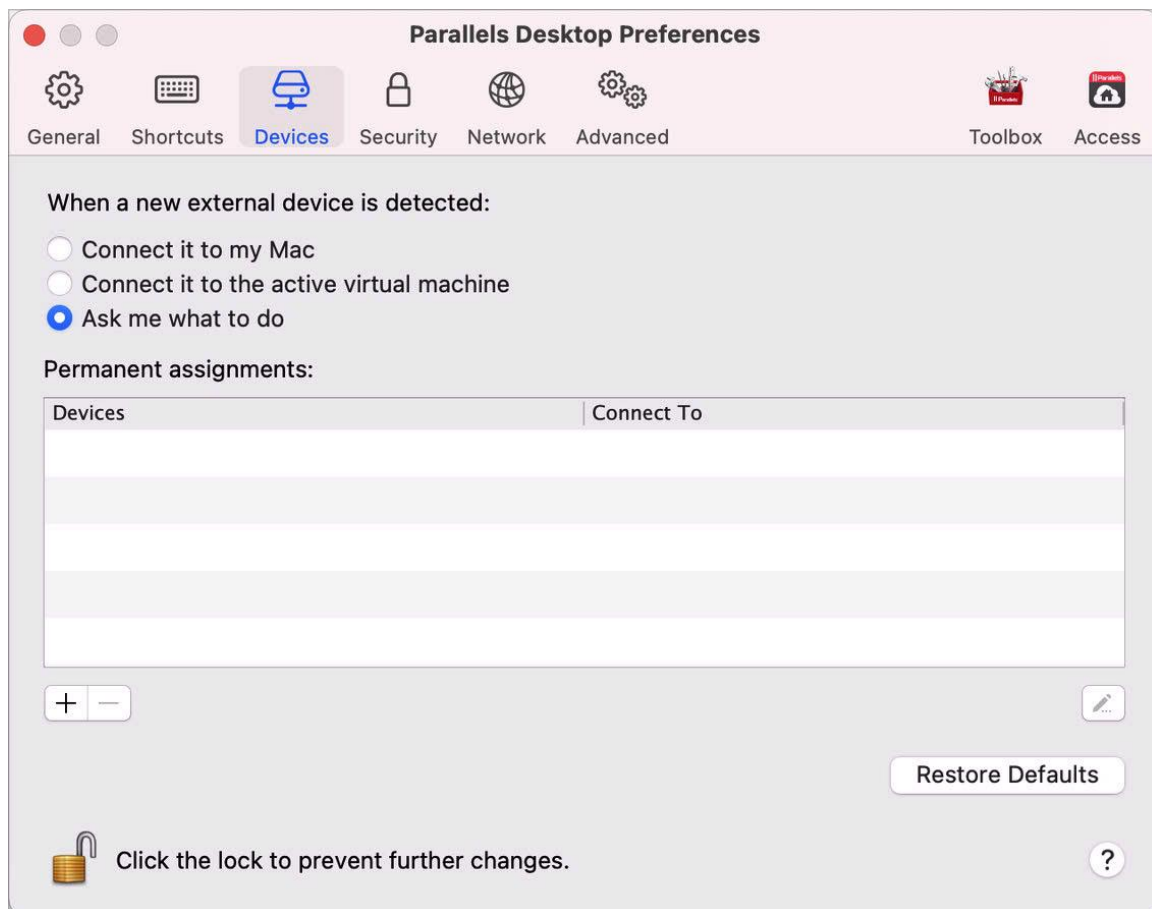 Parallels Desktop Preferences
General Shortcuts Devices Security Network Advanced Toolbox Access
When a new external device is detected:
Connect it to my Mac
Connect it to the active virtual machine
Ask me what to do
Permanent assignments:
Devices Connect To
Restore Defaults
Click the lock to prevent further changes.
?